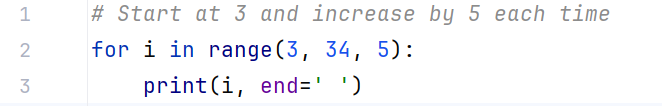 1 # Start at 3 and increase by 5 each time
2 for i in range(3, 34, 5):
3     print(i, end=' ')